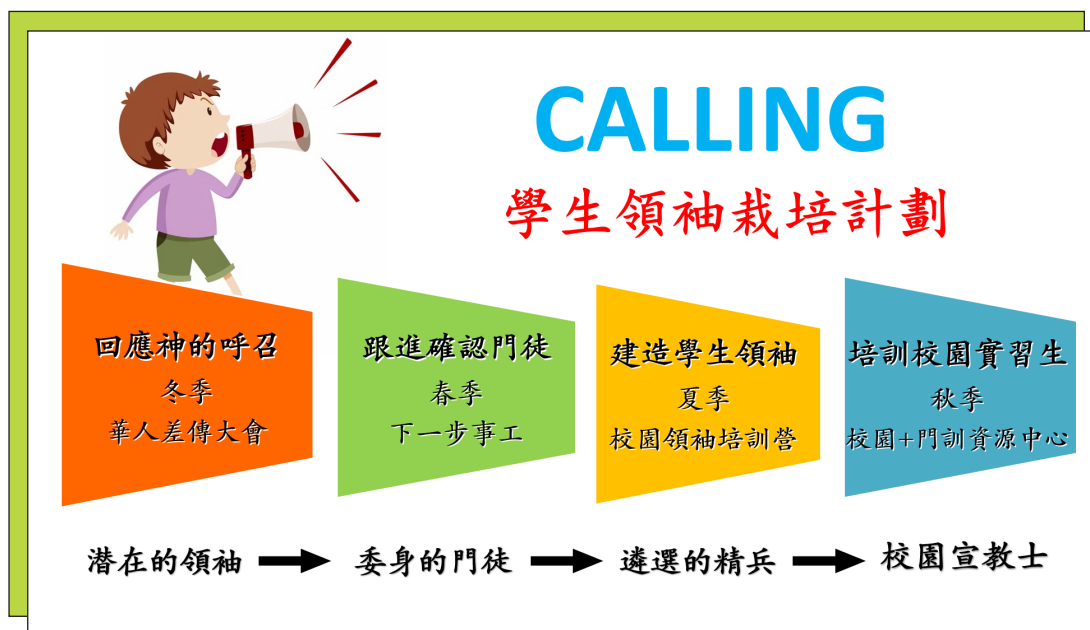 CALLING
學生領袖栽培計劃
回應神的呼召
冬季
華人差傳大會
跟進確認門徒
春季
下一步事工
建造學生領袖
夏季
校園領袖培訓營
培訓校園實習生
秋季
校園+門訓資源中心
潛在的領袖
委身的門徒
遴選的精兵
校園宣教士